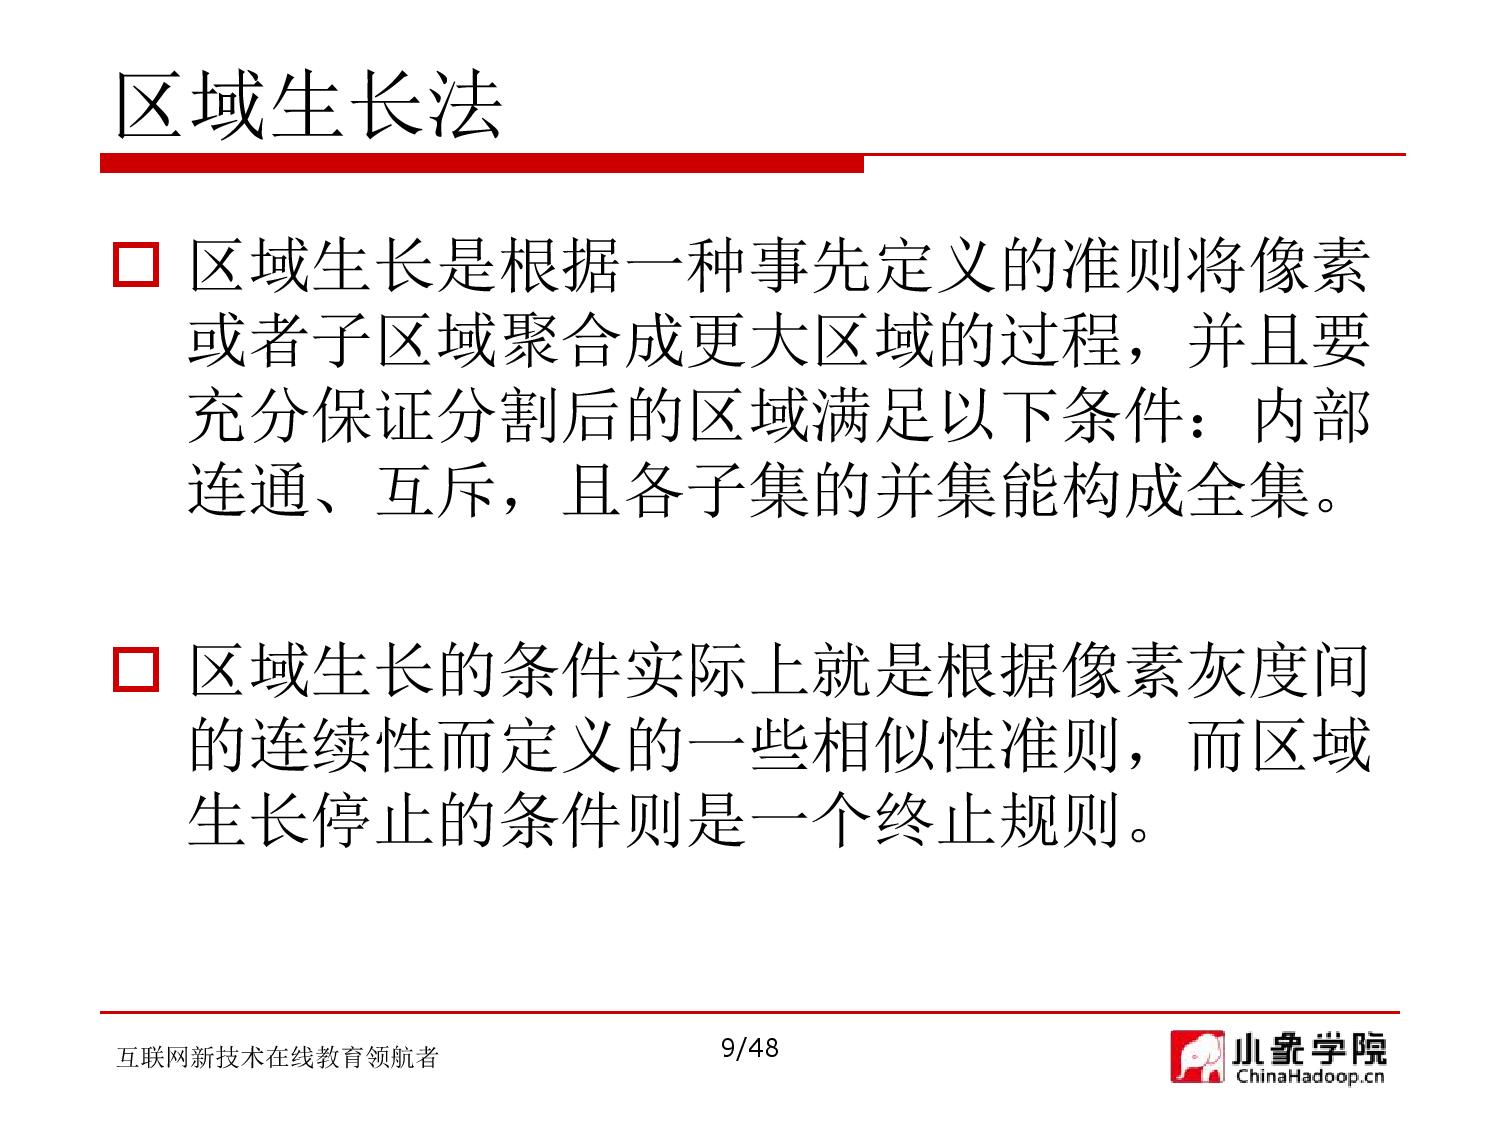 区域生长法
区域生长是根据一种事先定义的准则将像素
或者子区域聚合成更大区域的过程，并且要
充分保证分割后的区域满足以下条件：内部
连通、互斥，且各子集的并集能构成全集。
区域生长的条件实际上就是根据像素灰度间
的连续性而定义的一些相似性准则，而区域
生长停止的条件则是一个终止规则。
互联网新技术在线教育领航者
9/48
小象学院
ChinaHadoop.cn